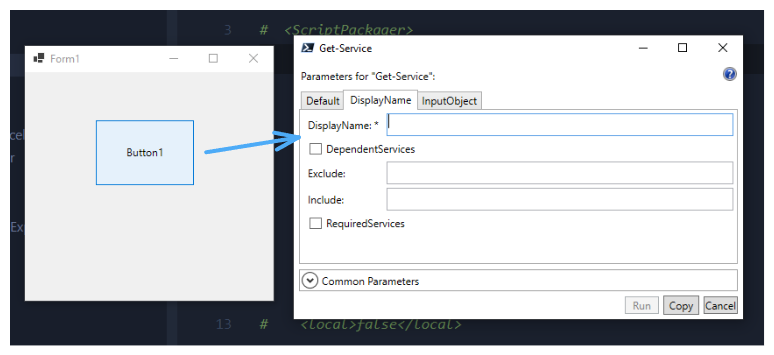 3 # <ScriptPackager>
Form1
Button1
Get-Service
Parameters for "Get-Service":
Default DisplayName InputObject
DisplayName: *
DependentServices
Exclude:
Include:
RequiredServices
Common Parameters
Run Copy Cancel
cel
r
Ex
13 # <local>false</local>